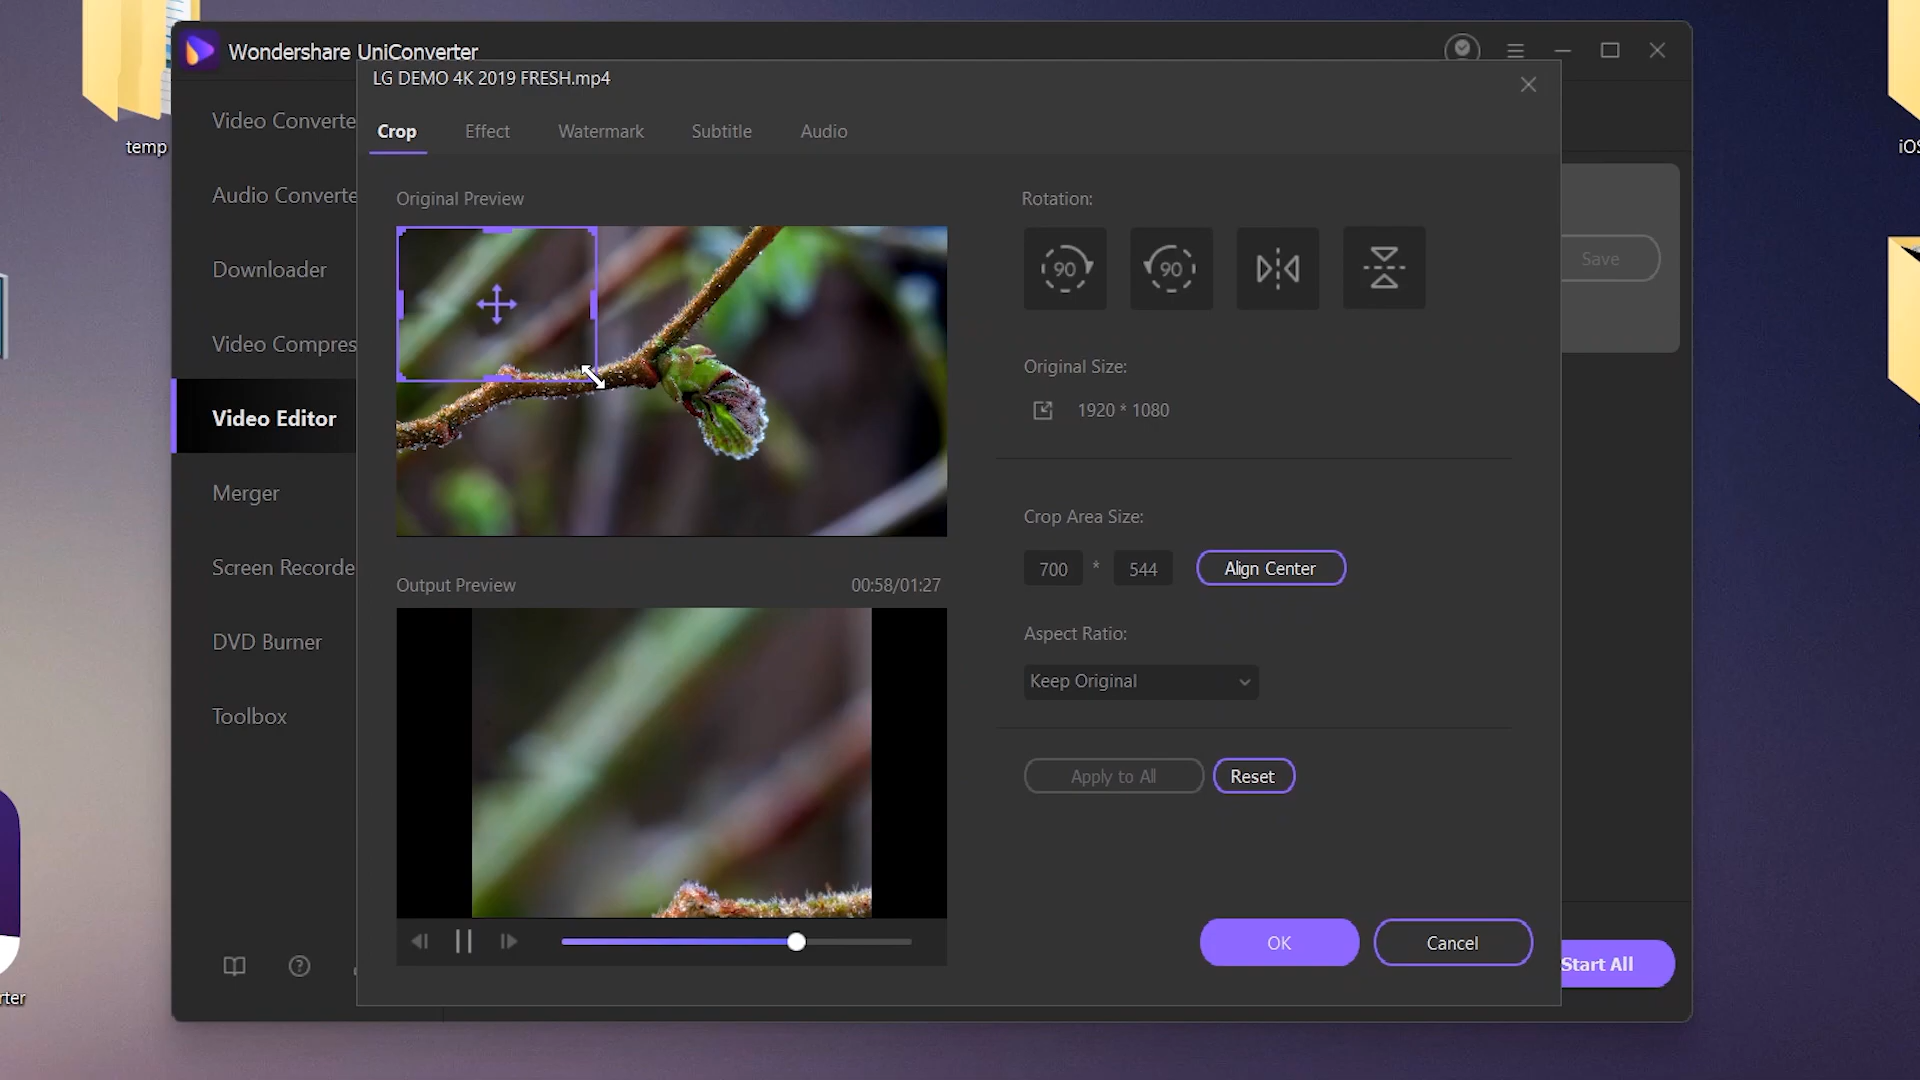 temp
Wondershare UniConverter
LG DEMO 4K 2019 FRESH.mp4
Crop
Effect
Watermark
Subtitle
Audio
Video Converte
Audio Converte
Downloader
Video Compres
Video Editor
Merger
Screen Recorde
DVD Burner
Toolbox
Original Preview
Output Preview
00:58/01:27
Rotation:
90
90
Original Size:
1920 * 1080
Crop Area Size:
700 * 544
Align Center
Aspect Ratio:
Keep Original
Apply to All
Reset
OK
Cancel
Save
Start All
iOS
rter